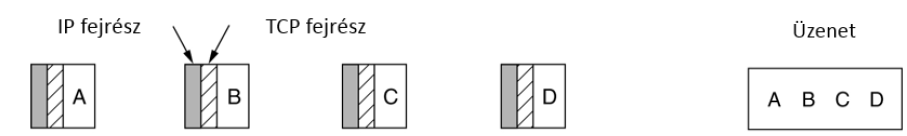 IP fejrész TCP fejrész Üzenet
A B C D A B C D